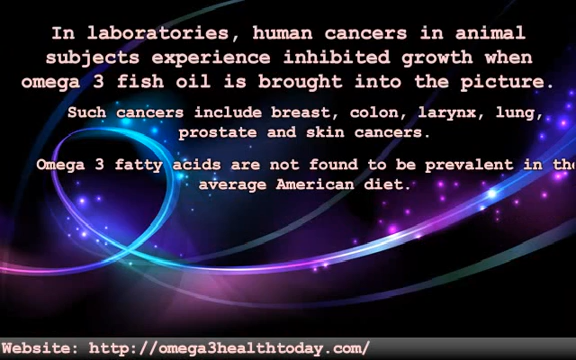 In laboratories, human cancers in animal
subjects experience inhibited growth when
omega 3 fish oil is brought into the picture.
Such cancers include breast, colon, larynx, lung,
prostate and skin cancers.
Omega 3 fatty acids are not found to be prevalent in the
average American diet.
Website: http://omega3healthtoday.com/